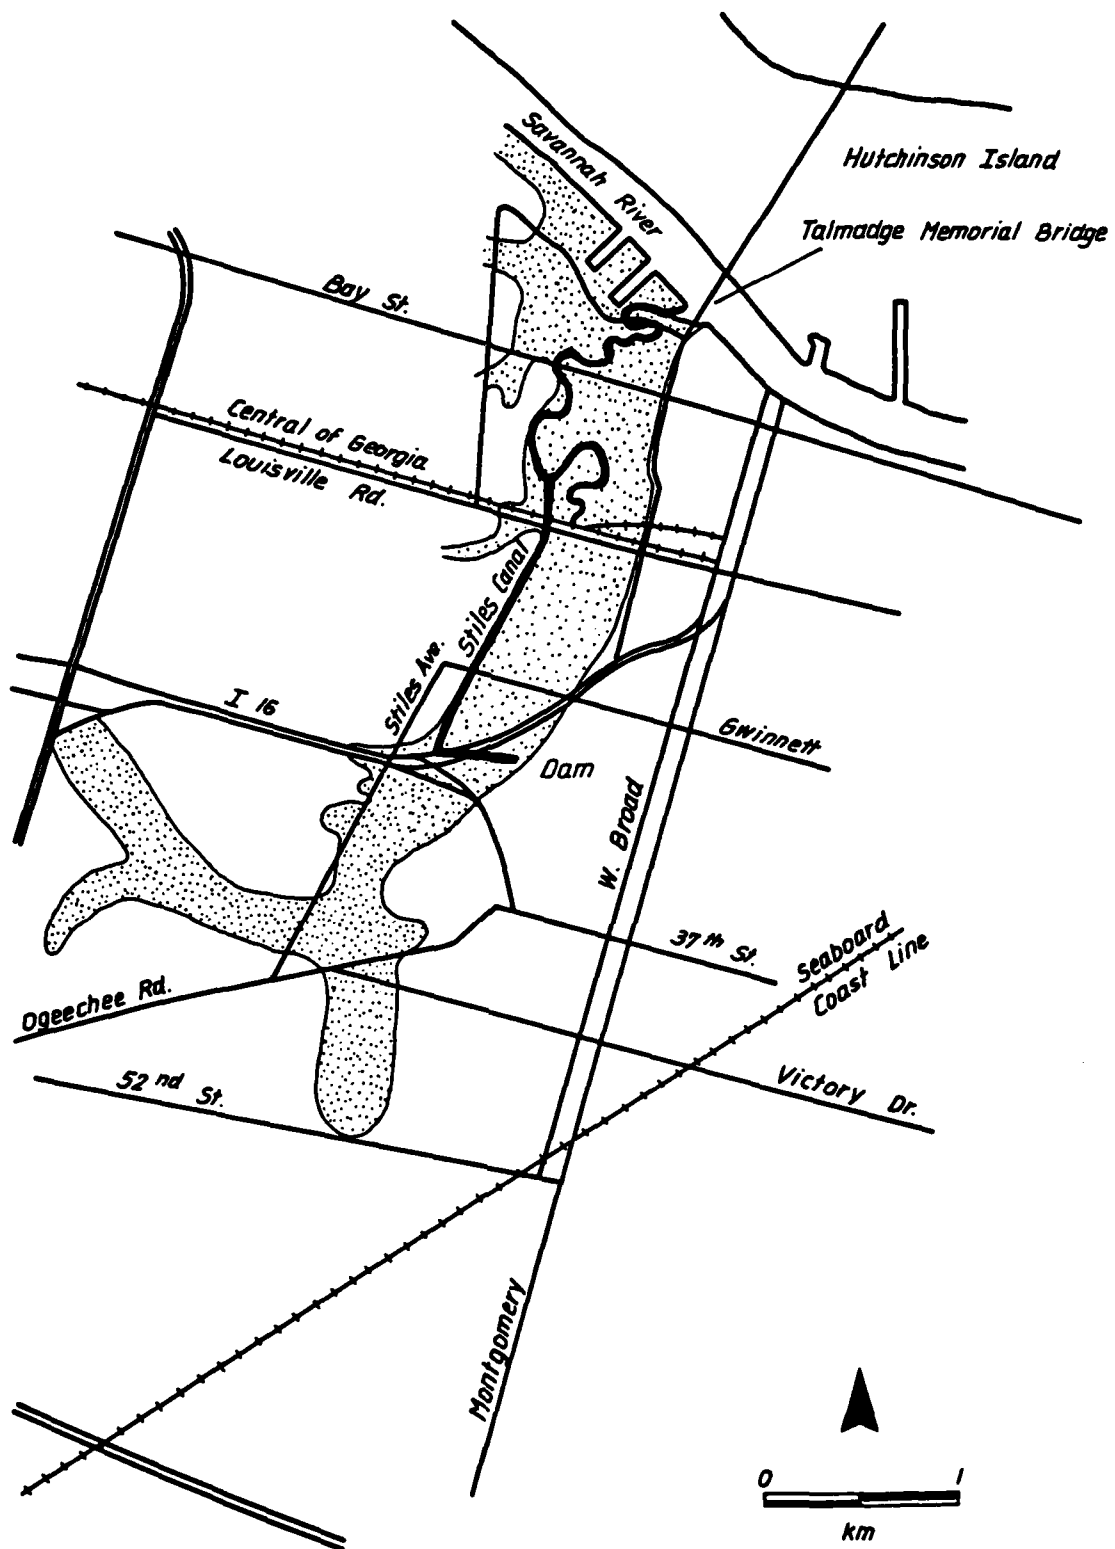 Savannah River
Hutchinson Island
Talmadge Memorial Bridge
Bay St.
Central of Georgia
Louisville Rd.
Stiles Canal
Stiles Ave.
I 16
Gwinnett
Dam
W. Broad
37th St.
Seaboard
Coast Line
Ogeechee Rd.
52nd St.
Victory Dr.
Montgomery
0 1
km